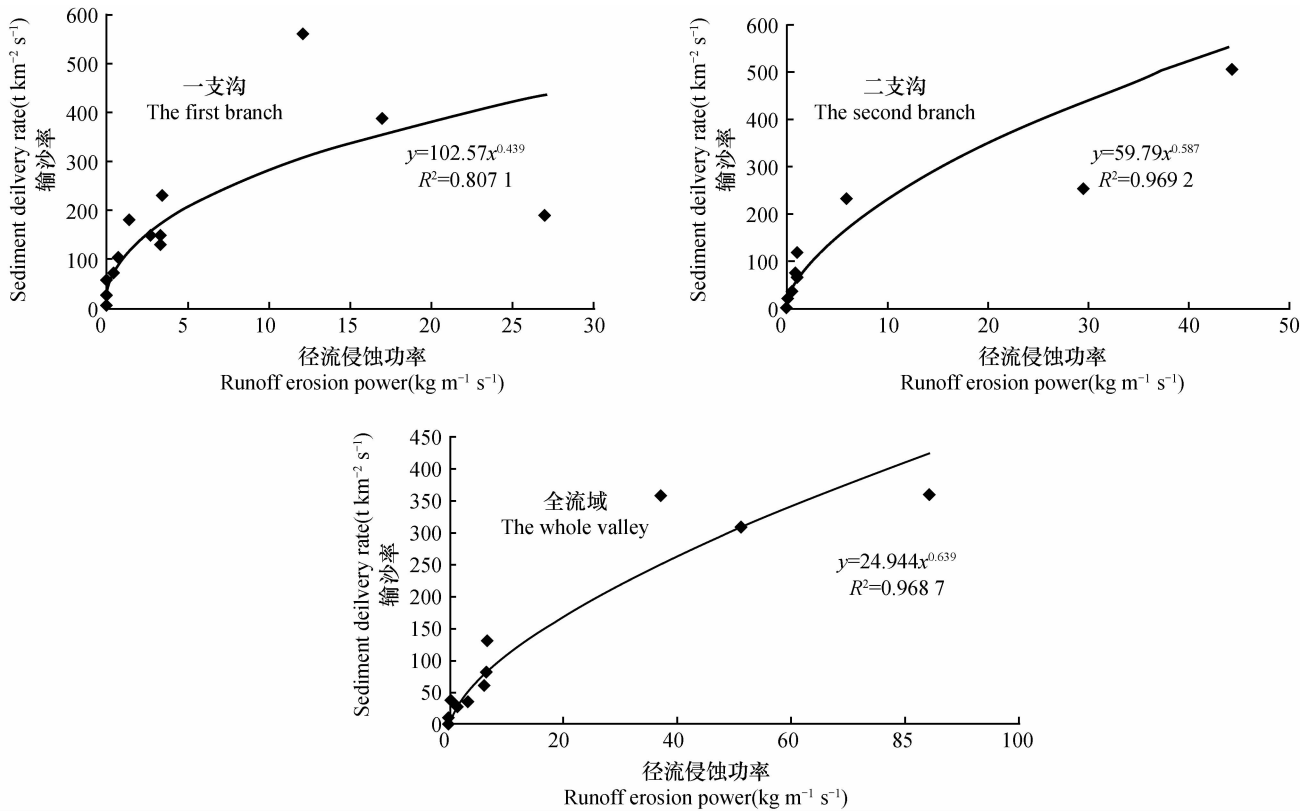 Sediment deilvery rate(t km⁻² s⁻¹)
输沙率
600
500
400
300
200
100
0
一支沟
The first branch
y=102.57x^0.439
R²=0.807 1
0 5 10 15 20 25 30
径流侵蚀功率
Runoff erosion power(kg m⁻¹ s⁻¹)
Sediment deilvery rate(t km⁻² s⁻¹)
输沙率
600
500
400
300
200
100
0
二支沟
The second branch
y=59.79x^0.587
R²=0.969 2
0 10 20 30 40 50
径流侵蚀功率
Runoff erosion power(kg m⁻¹ s⁻¹)
Sediment deilvery rate(t km⁻² s⁻¹)
输沙率
450
400
350
300
250
200
150
100
50
0
全流域
The whole valley
y=24.944x^0.639
R²=0.968 7
0 20 40 60 85 100
径流侵蚀功率
Runoff erosion power(kg m⁻¹ s⁻¹)